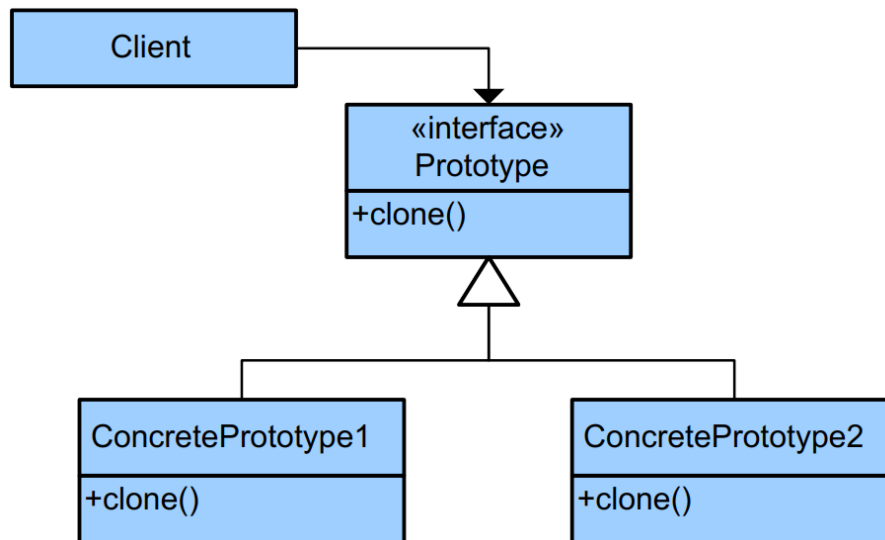 Client
«interface»
Prototype
+clone()
ConcretePrototype1
+clone()
ConcretePrototype2
+clone()